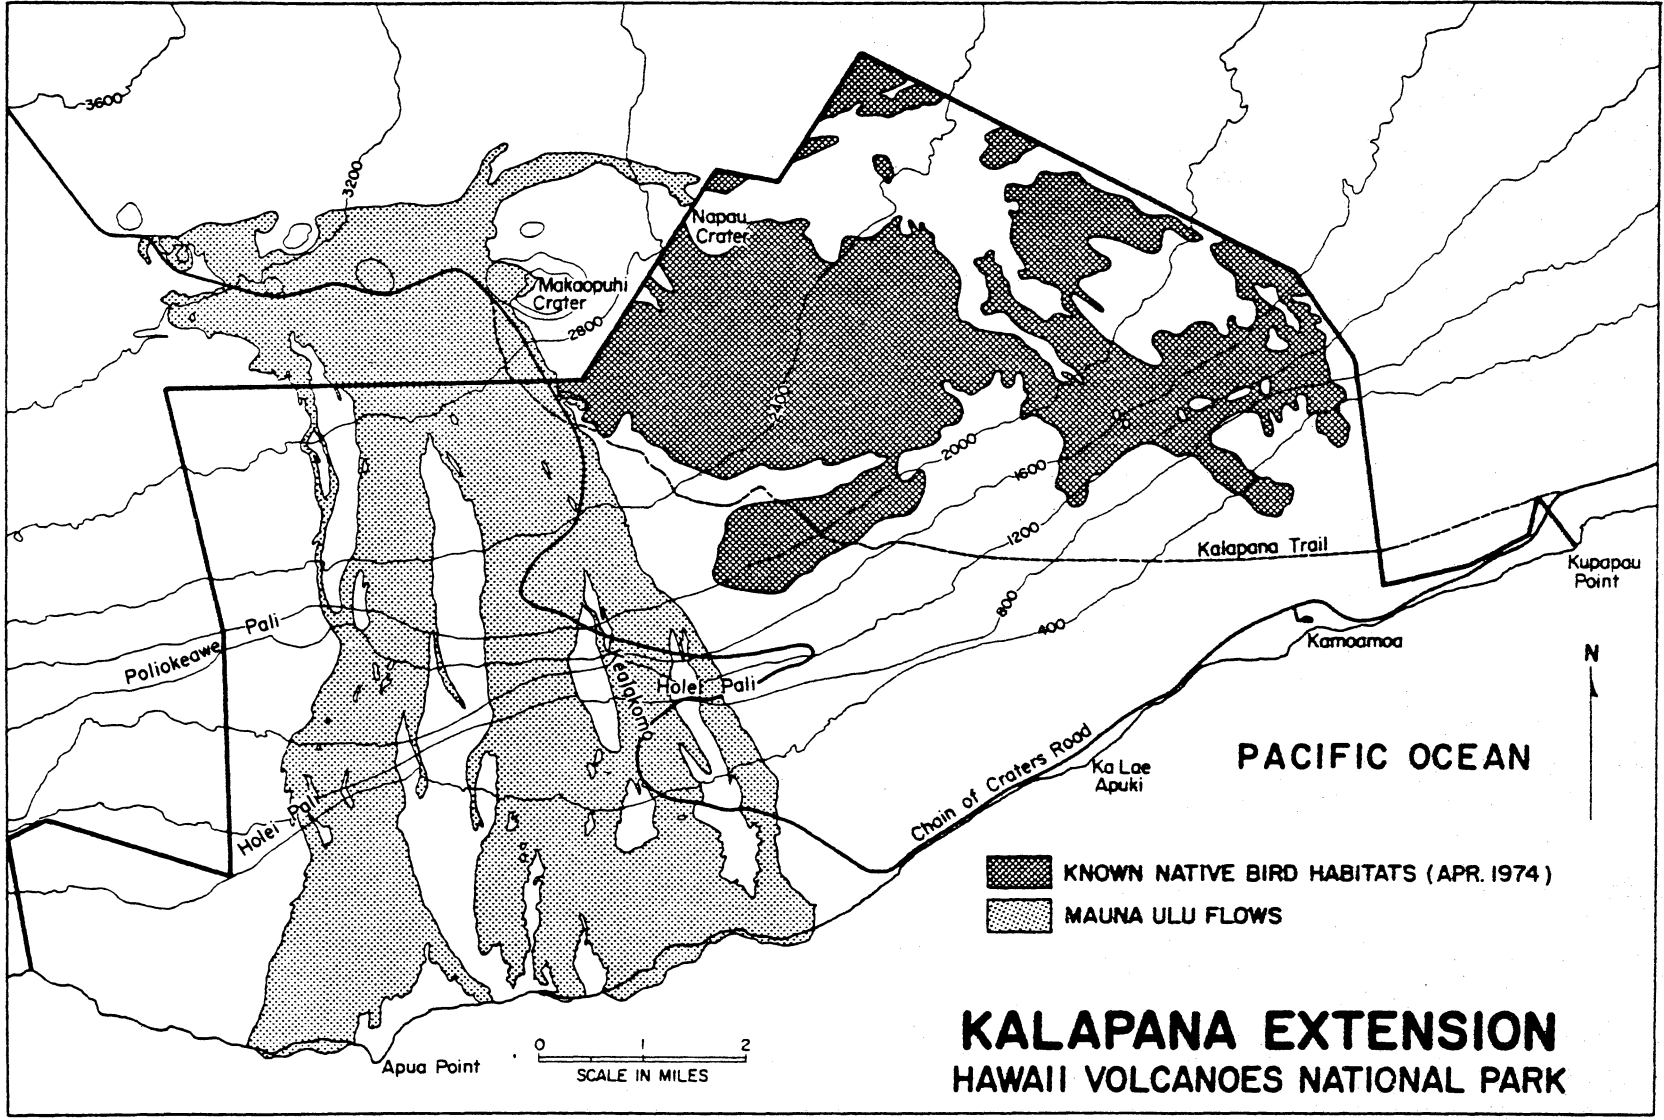 3600
3200
Napau
Crater
Makaopuhi
Crater
2800
2400
2000
1600
1200
Kalapana Trail
Kupapau
Point
800
400
Poliokeawe Pali
Kamoamoa
N
Holei Pali
Kealakomo
PACIFIC OCEAN
Ka Lae
Apuki
Chain of Craters Road
Holei Pali
KNOWN NATIVE BIRD HABITATS (APR. 1974)
MAUNA ULU FLOWS
KALAPANA EXTENSION
HAWAII VOLCANOES NATIONAL PARK
0 1 2
SCALE IN MILES
Apua Point